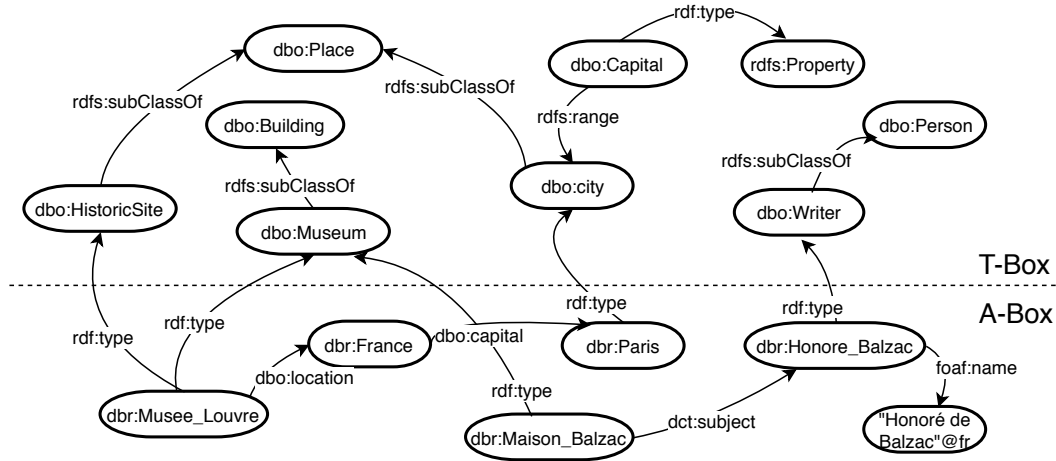 rdf:type
dbo:Place
dbo:Capital
rdfs:Property
rdfs:subClassOf
rdfs:subClassOf
rdfs:range
dbo:Building
dbo:Person
rdfs:subClassOf
rdfs:subClassOf
dbo:city
dbo:HistoricSite
dbo:Writer
dbo:Museum
T-Box
A-Box
rdf:type
rdf:type
rdf:type
rdf:type
dbr:France
dbo:capital
dbr:Paris
dbr:Honore_Balzac
foaf:name
dbo:location
rdf:type
dbr:Musee_Louvre
dbr:Maison_Balzac
dct:subject
"Honoré de
Balzac"@fr